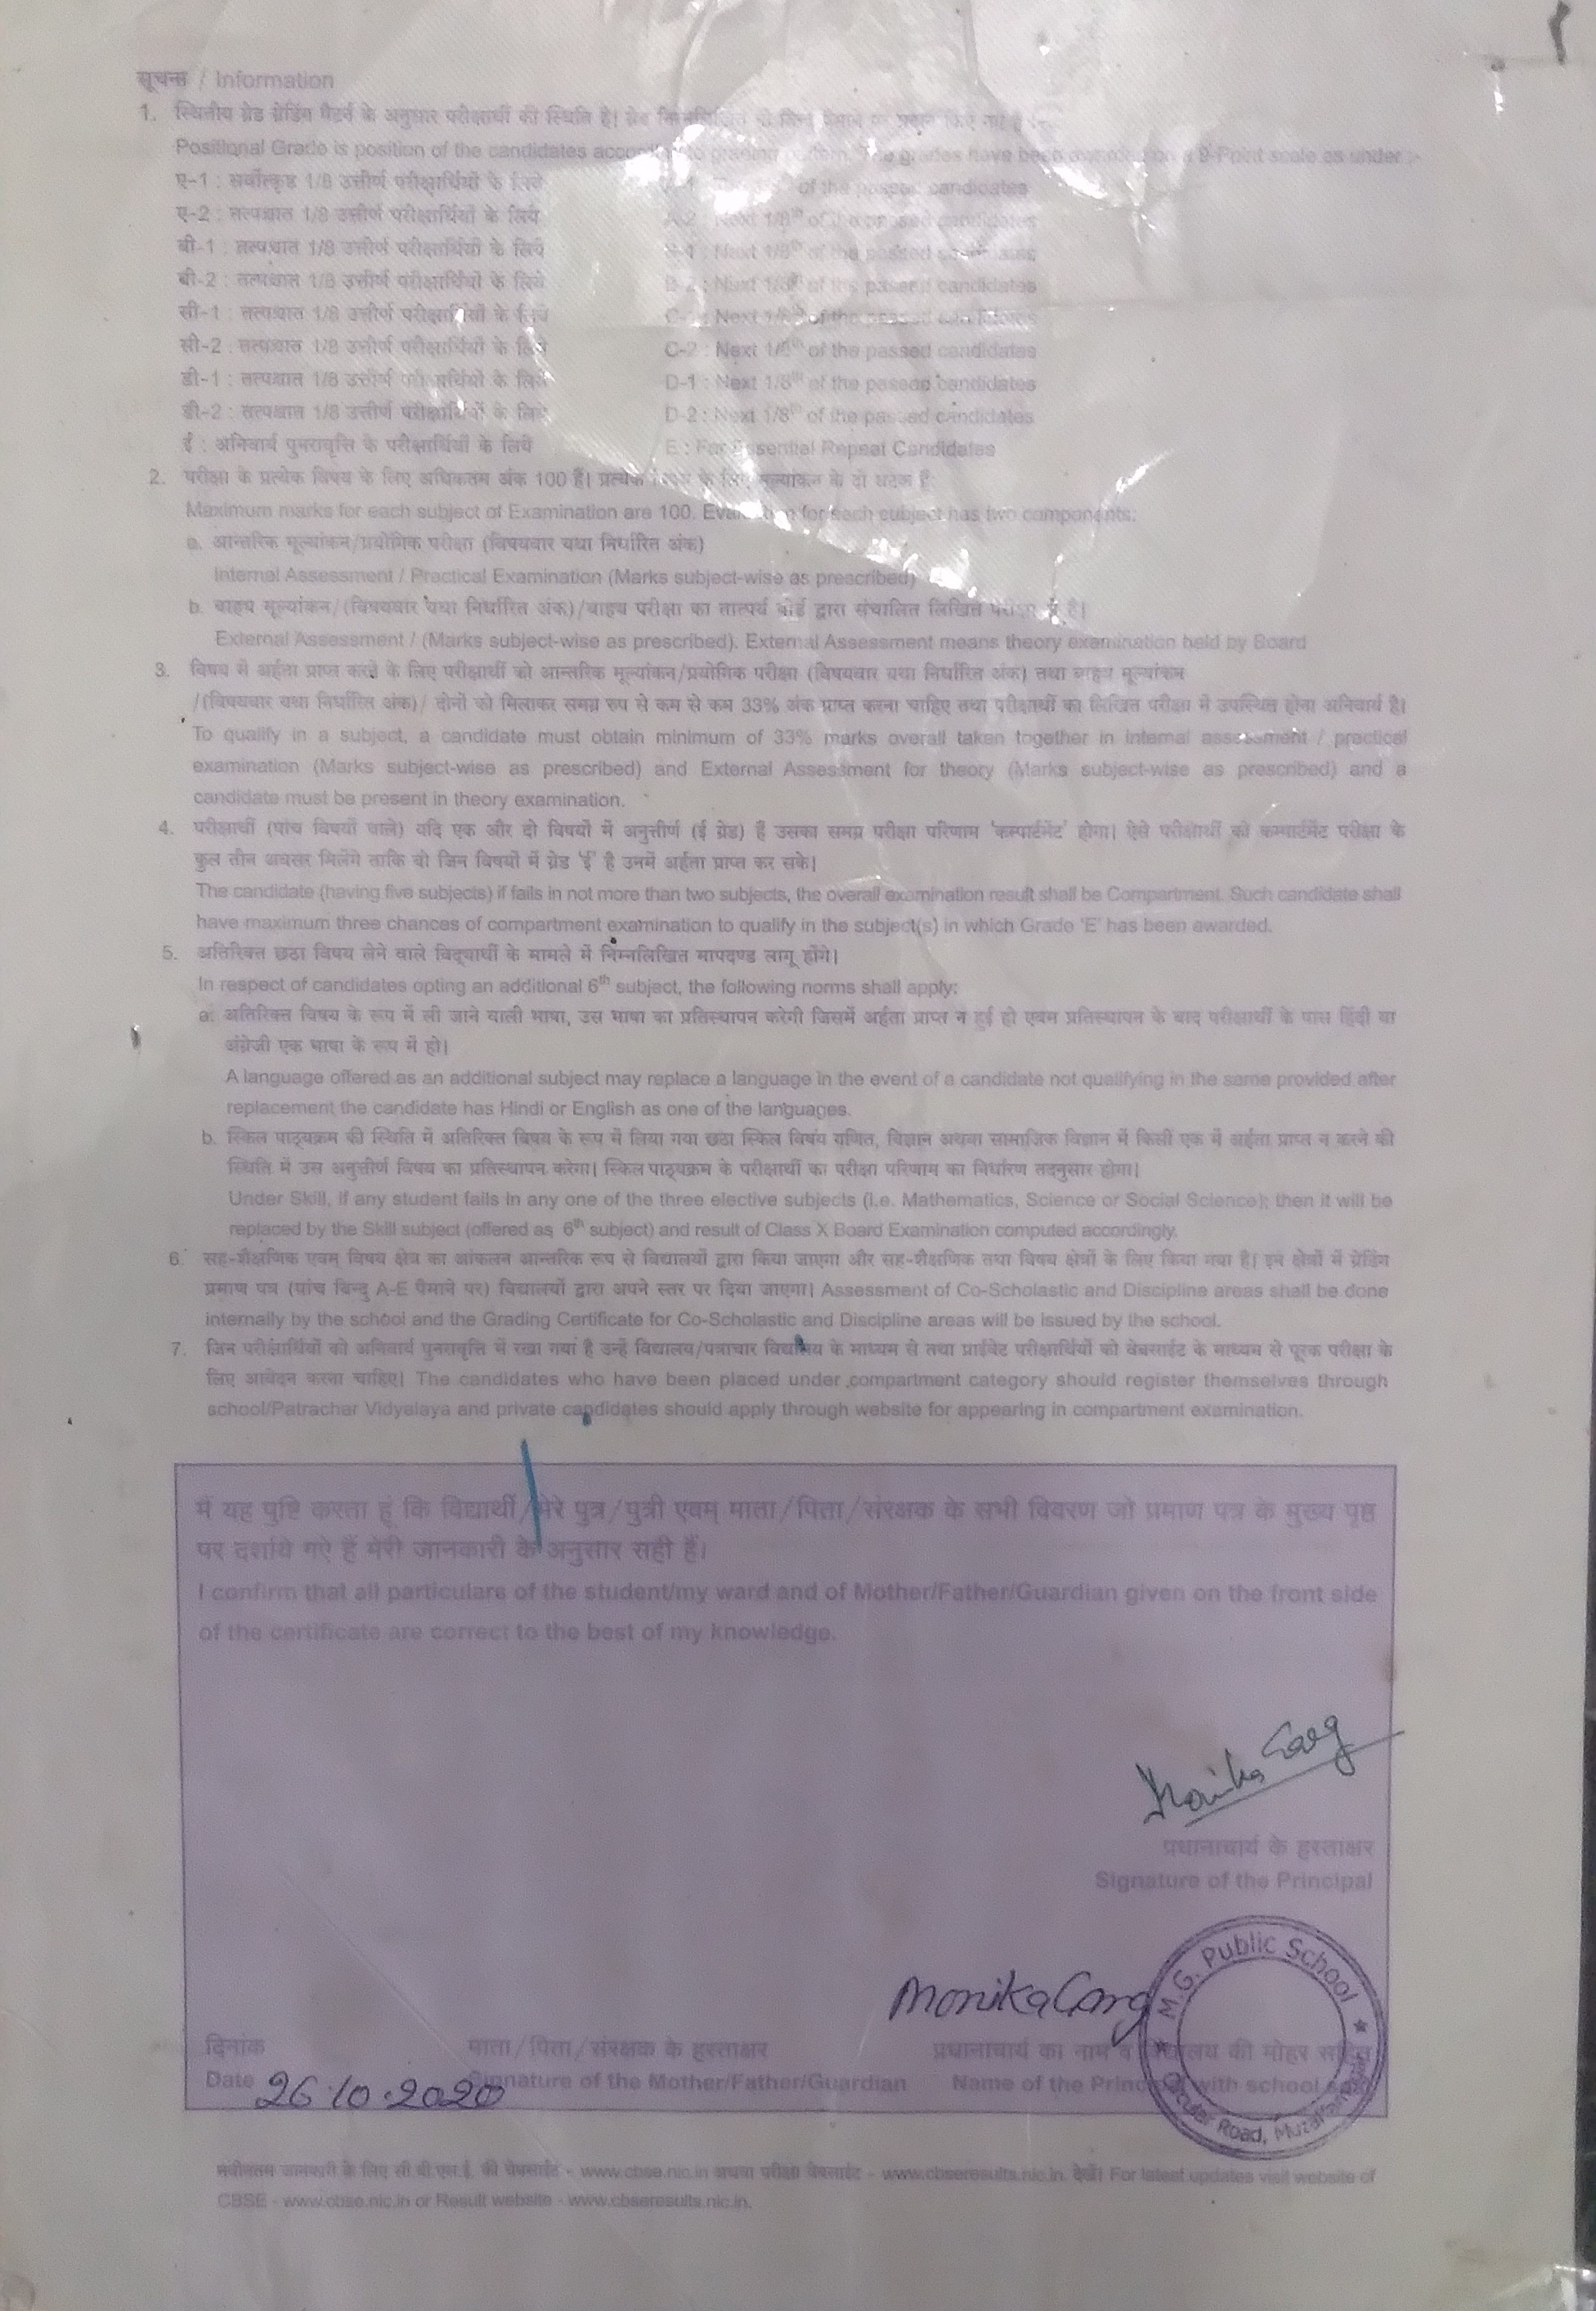 सूचना / Information
1. स्थितीय ग्रेड ग्रेडिंग पैटर्न के अनुसार परीक्षार्थी की स्थिति है। ग्रेड
Positional Grade is position of the candidates according to grading pattern. The grades have been awarded on a 9-Point scale as under :-
ए-1 : सर्वोत्कृष्ठ 1/8 उत्तीर्ण परीक्षार्थियों के लिये of the passed candidates
ए-2 : तत्पश्चात 1/8 उत्तीर्ण परीक्षार्थियों के लिये A-2 : Next 1/8th of the passed candidates
बी-1 : तत्पश्चात 1/8 उत्तीर्ण परीक्षार्थियों के लिये B-1 : Next 1/8th of the passed candidates
बी-2 : तत्पश्चात 1/8 उत्तीर्ण परीक्षार्थियों के लिये B-2 : Next 1/8th of the passed candidates
सी-1 : तत्पश्चात 1/8 उत्तीर्ण परीक्षार्थियों के लिये C-1 : Next 1/8th of the passed candidates
सी-2 : तत्पश्चात 1/8 उत्तीर्ण परीक्षार्थियों के लिये C-2 : Next 1/8th of the passed candidates
डी-1 : तत्पश्चात 1/8 उत्तीर्ण परीक्षार्थियों के लिये D-1 : Next 1/8th of the passed candidates
डी-2 : तत्पश्चात 1/8 उत्तीर्ण परीक्षार्थियों के लिये D-2 : Next 1/8th of the passed candidates
ई : अनिवार्य पुनरावृत्ति के परीक्षार्थियों के लिये E : For Essential Repeat Candidates
2. परीक्षा के प्रत्येक विषय के लिए अधिकतम अंक 100 हैं। प्रत्येक विषय के लिए मूल्यांकन के दो घटक हैं:
Maximum marks for each subject of Examination are 100. Evaluation for each subject has two components:
a. आन्तरिक मूल्यांकन/प्रयोगिक परीक्षा (विषयवार यथा निर्धारित अंक)
Internal Assessment / Practical Examination (Marks subject-wise as prescribed)
b. बाहय मूल्यांकन/(विषयवार यथा निर्धारित अंक)/बाहय परीक्षा का तात्पर्य बोर्ड द्वारा संचालित लिखित परीक्षा से है।
External Assessment / (Marks subject-wise as prescribed). External Assessment means theory examination held by Board
3. विषय में अर्हता प्राप्त करने के लिए परीक्षार्थी को आन्तरिक मूल्यांकन/प्रयोगिक परीक्षा (विषयवार यथा निर्धारित अंक) तथा बाहय मूल्यांकन
/(विषयवार यथा निर्धारित अंक)/ दोनों को मिलाकर समग्र रुप से कम से कम 33% अंक प्राप्त करना चाहिए तथा परीक्षार्थी का लिखित परीक्षा में उपस्थित होना अनिवार्य है।
To qualify in a subject, a candidate must obtain minimum of 33% marks overall taken together in internal assessment / practical
examination (Marks subject-wise as prescribed) and External Assessment for theory (Marks subject-wise as prescribed) and a
candidate must be present in theory examination.
4. परीक्षार्थी (पांच विषयों वाले) यदि एक और दो विषयों में अनुत्तीर्ण (ई ग्रेड) हैं उसका समग्र परीक्षा परिणाम 'कम्पार्टमेंट' होगा। ऐसे परीक्षार्थी को कम्पार्टमेंट परीक्षा के
कुल तीन अवसर मिलेंगे ताकि वो जिन विषयों में ग्रेड 'ई' है उनमें अर्हता प्राप्त कर सके।
The candidate (having five subjects) if fails in not more than two subjects, the overall examination result shall be Compartment. Such candidate shall
have maximum three chances of compartment examination to qualify in the subject(s) in which Grade 'E' has been awarded.
5. अतिरिक्त छठा विषय लेने वाले विद्यार्थी के मामले में निम्नलिखित मापदण्ड लागू होंगे।
In respect of candidates opting an additional 6th subject, the following norms shall apply:
a. अतिरिक्त विषय के रूप में ली जाने वाली भाषा, उस भाषा का प्रतिस्थापन करेगी जिसमें अर्हता प्राप्त न हुई हो एवम प्रतिस्थापन के बाद परीक्षार्थी के पास हिंदी या
अंग्रेजी एक भाषा के रूप में हो।
A language offered as an additional subject may replace a language in the event of a candidate not qualifying in the same provided after
replacement the candidate has Hindi or English as one of the languages.
b. स्किल पाठ्यक्रम की स्थिति में अतिरिक्त विषय के रूप में लिया गया छठा स्किल विषय गणित, विज्ञान अथवा सामाजिक विज्ञान में किसी एक में अर्हता प्राप्त न करने की
स्थिति में उस अनुत्तीर्ण विषय का प्रतिस्थापन करेगा। स्किल पाठ्यक्रम के परीक्षार्थी का परीक्षा परिणाम का निर्धारण तदनुसार होगा।
Under Skill, if any student fails in any one of the three elective subjects (i.e. Mathematics, Science or Social Science); then it will be
replaced by the Skill subject (offered as 6th subject) and result of Class X Board Examination computed accordingly.
6. सह-शैक्षणिक एवम् विषय क्षेत्र का आंकलन आन्तरिक रूप से विद्यालयों द्वारा किया जाएगा और सह-शैक्षणिक तथा विषय क्षेत्रों के लिए किया गया है। इन क्षेत्रों में ग्रेडिंग
प्रमाण पत्र (पांच बिन्दु A-E पैमाने पर) विद्यालयों द्वारा अपने स्तर पर दिया जाएगा। Assessment of Co-Scholastic and Discipline areas shall be done
internally by the school and the Grading Certificate for Co-Scholastic and Discipline areas will be issued by the school.
7. जिन परीक्षार्थियों को अनिवार्य पुनरावृत्ति में रखा गया है उन्हें विद्यालय/पत्राचार विद्यालय के माध्यम से तथा प्राईवेट परीक्षार्थियों को वेबसाईट के माध्यम से पूरक परीक्षा के
लिए आवेदन करना चाहिए। The candidates who have been placed under compartment category should register themselves through
school/Patrachar Vidyalaya and private candidates should apply through website for appearing in compartment examination.
मैं यह पुष्टि करता हूं कि विद्यार्थी/मेरे पुत्र/पुत्री एवम् माता/पिता/संरक्षक के सभी विवरण जो प्रमाण पत्र के मुख्य पृष्ठ
पर दर्शाये गऐ हैं मेरी जानकारी के अनुसार सही हैं।
I confirm that all particulars of the student/my ward and of Mother/Father/Guardian given on the front side
of the certificate are correct to the best of my knowledge.
Monika Garg
प्रधानाचार्य के हस्ताक्षर
Signature of the Principal
Monika Garg
M.G. Public School
Circular Road, Muzaffarnagar
दिनांक माता/पिता/संरक्षक के हस्ताक्षर प्रधानाचार्य का नाम व विद्यालय की मोहर सहित
Date 26.10.2020 Signature of the Mother/Father/Guardian Name of the Principal with school seal
नवीनतम जानकारी के लिए सी.बी.एस.ई. की वेबसाईट - www.cbse.nic.in अथवा परीक्षा वेबसाईट - www.cbseresults.nic.in. देखें। For latest updates visit website of
CBSE - www.cbse.nic.in or Result website - www.cbseresults.nic.in.